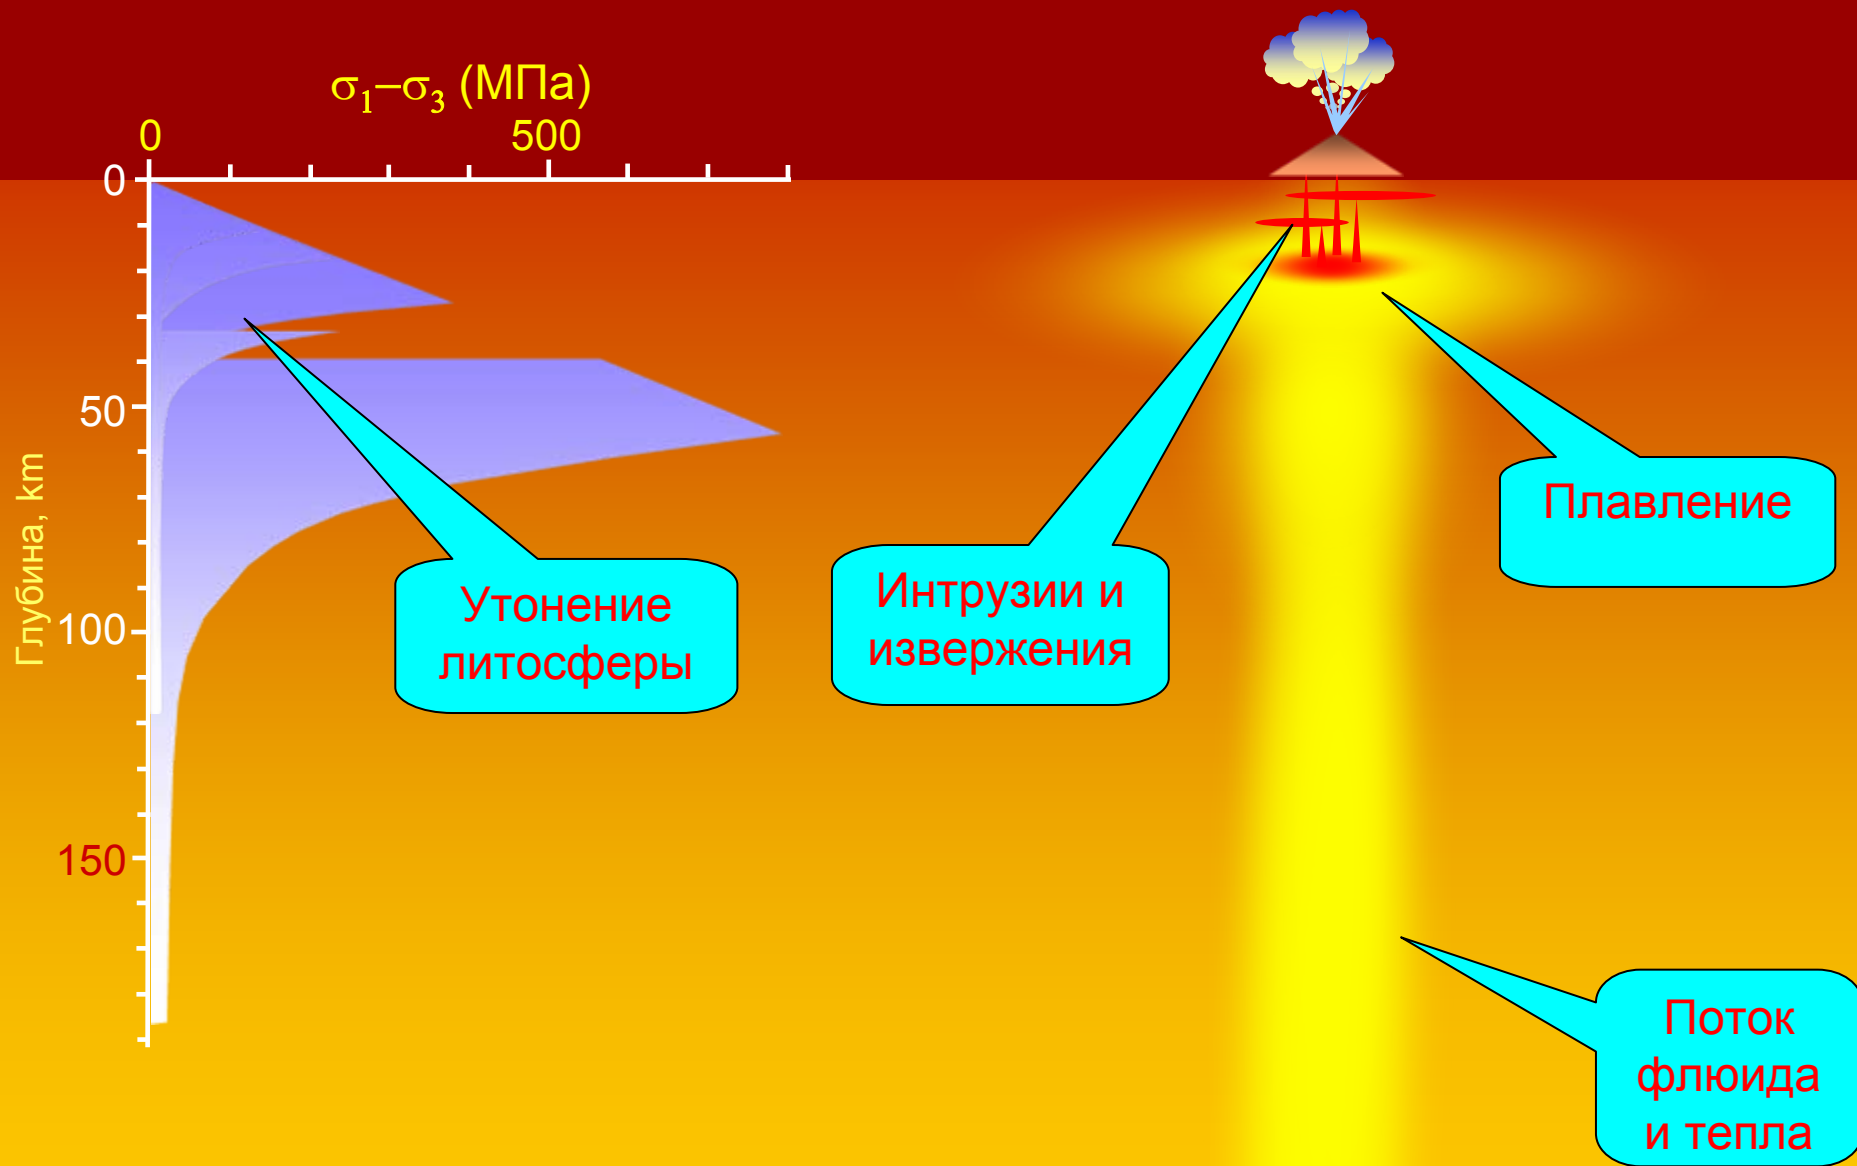 σ₁–σ₃ (МПа)
0 500
0
50
100
150
Глубина, km
Утонение
литосферы
Интрузии и
извержения
Плавление
Поток
флюида
и тепла